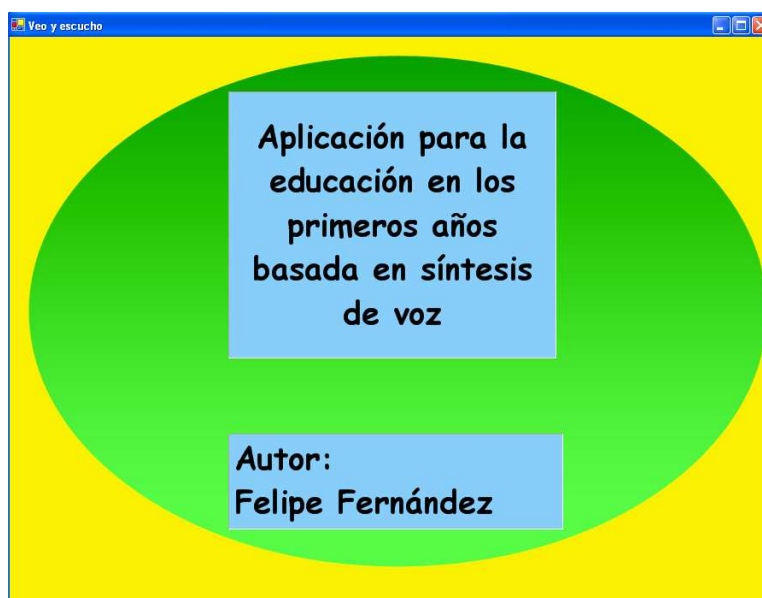 Veo y escucho
Aplicación para la
educación en los
primeros años
basada en síntesis
de voz
Autor:
Felipe Fernández